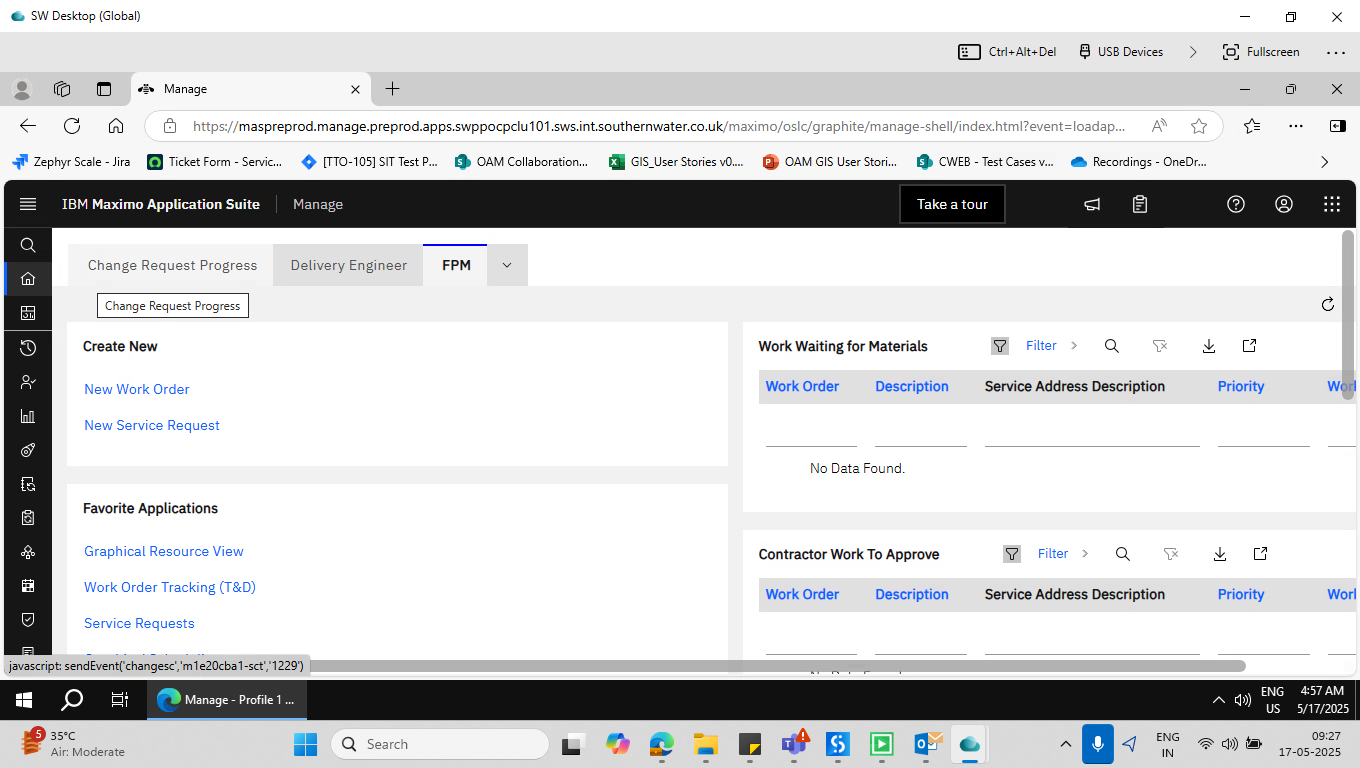 SW Desktop (Global)
Ctrl+Alt+Del
USB Devices
Fullscreen
Manage
https://maspreprod.manage.preprod.apps.swppocpclu101.sws.int.southernwater.co.uk/maximo/oslc/graphite/manage-shell/index.html?event=loadap...
Zephyr Scale - Jira
Ticket Form - Servic...
[TTO-105] SIT Test P...
OAM Collaboration...
GIS_User Stories v0....
OAM GIS User Stori...
CWEB - Test Cases v...
Recordings - OneDr...
IBM Maximo Application Suite
Manage
Take a tour
Change Request Progress
Delivery Engineer
FPM
Change Request Progress
Create New
New Work Order
New Service Request
Favorite Applications
Graphical Resource View
Work Order Tracking (T&D)
Service Requests
Work Waiting for Materials
Filter
Work Order Description Service Address Description Priority Wor
No Data Found.
Contractor Work To Approve
Filter
Work Order Description Service Address Description Priority Worl
javascript: sendEvent('changesc','m1e20cba1-sct','1229')
Manage - Profile 1 ...
ENG
US
4:57 AM
5/17/2025
5
35°C
Air: Moderate
Search
ENG
IN
09:27
17-05-2025